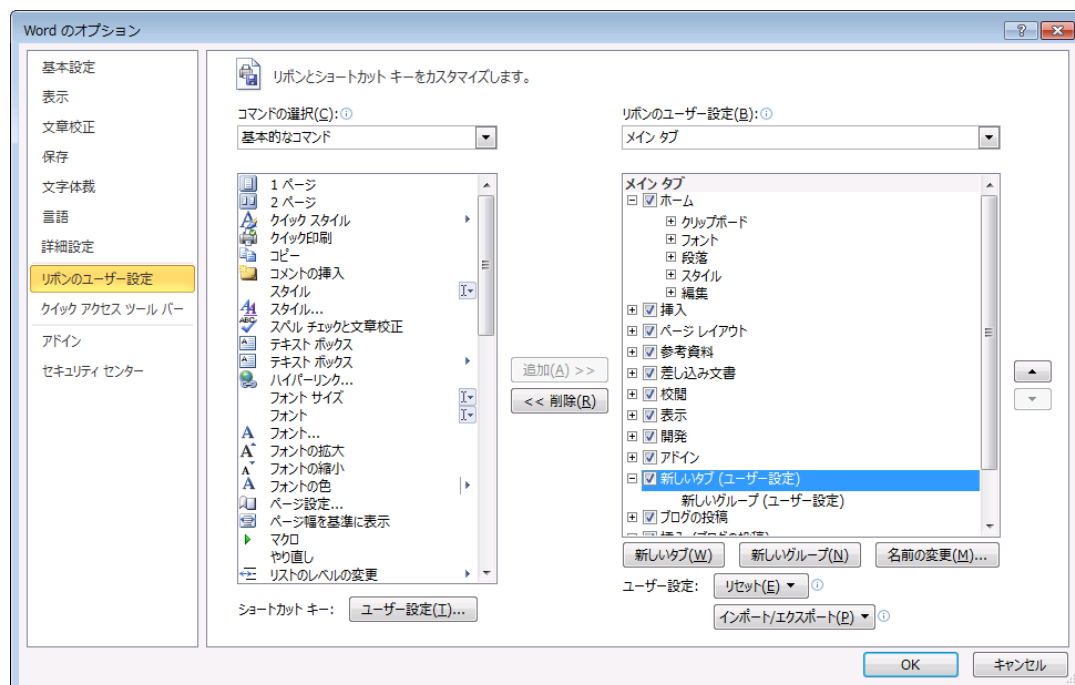 Word のオプション
基本設定
表示
文章校正
保存
文字体裁
言語
詳細設定
リボンのユーザー設定
クイック アクセス ツール バー
アドイン
セキュリティ センター
リボンとショートカット キーをカスタマイズします。
コマンドの選択(C):
基本的なコマンド
1 ページ
2 ページ
クイック スタイル
クイック印刷
コピー
コメントの挿入
スタイル
スタイル...
スペル チェックと文章校正
テキスト ボックス
テキスト ボックス
ハイパーリンク...
フォント サイズ
フォント
フォント...
フォントの拡大
フォントの縮小
フォントの色
ページ設定...
ページ幅を基準に表示
マクロ
やり直し
リストのレベルの変更
ショートカット キー:
ユーザー設定(T)...
追加(A) >>
<< 削除(R)
リボンのユーザー設定(B):
メイン タブ
メイン タブ
ホーム
クリップボード
フォント
段落
スタイル
編集
挿入
ページ レイアウト
参考資料
差し込み文書
校閲
表示
開発
アドイン
新しいタブ (ユーザー設定)
新しいグループ (ユーザー設定)
ブログの投稿
挿入 (ブログの投稿)
新しいタブ(W)
新しいグループ(N)
名前の変更(M)...
ユーザー設定:
リセット(E)
インポート/エクスポート(P)
OK
キャンセル